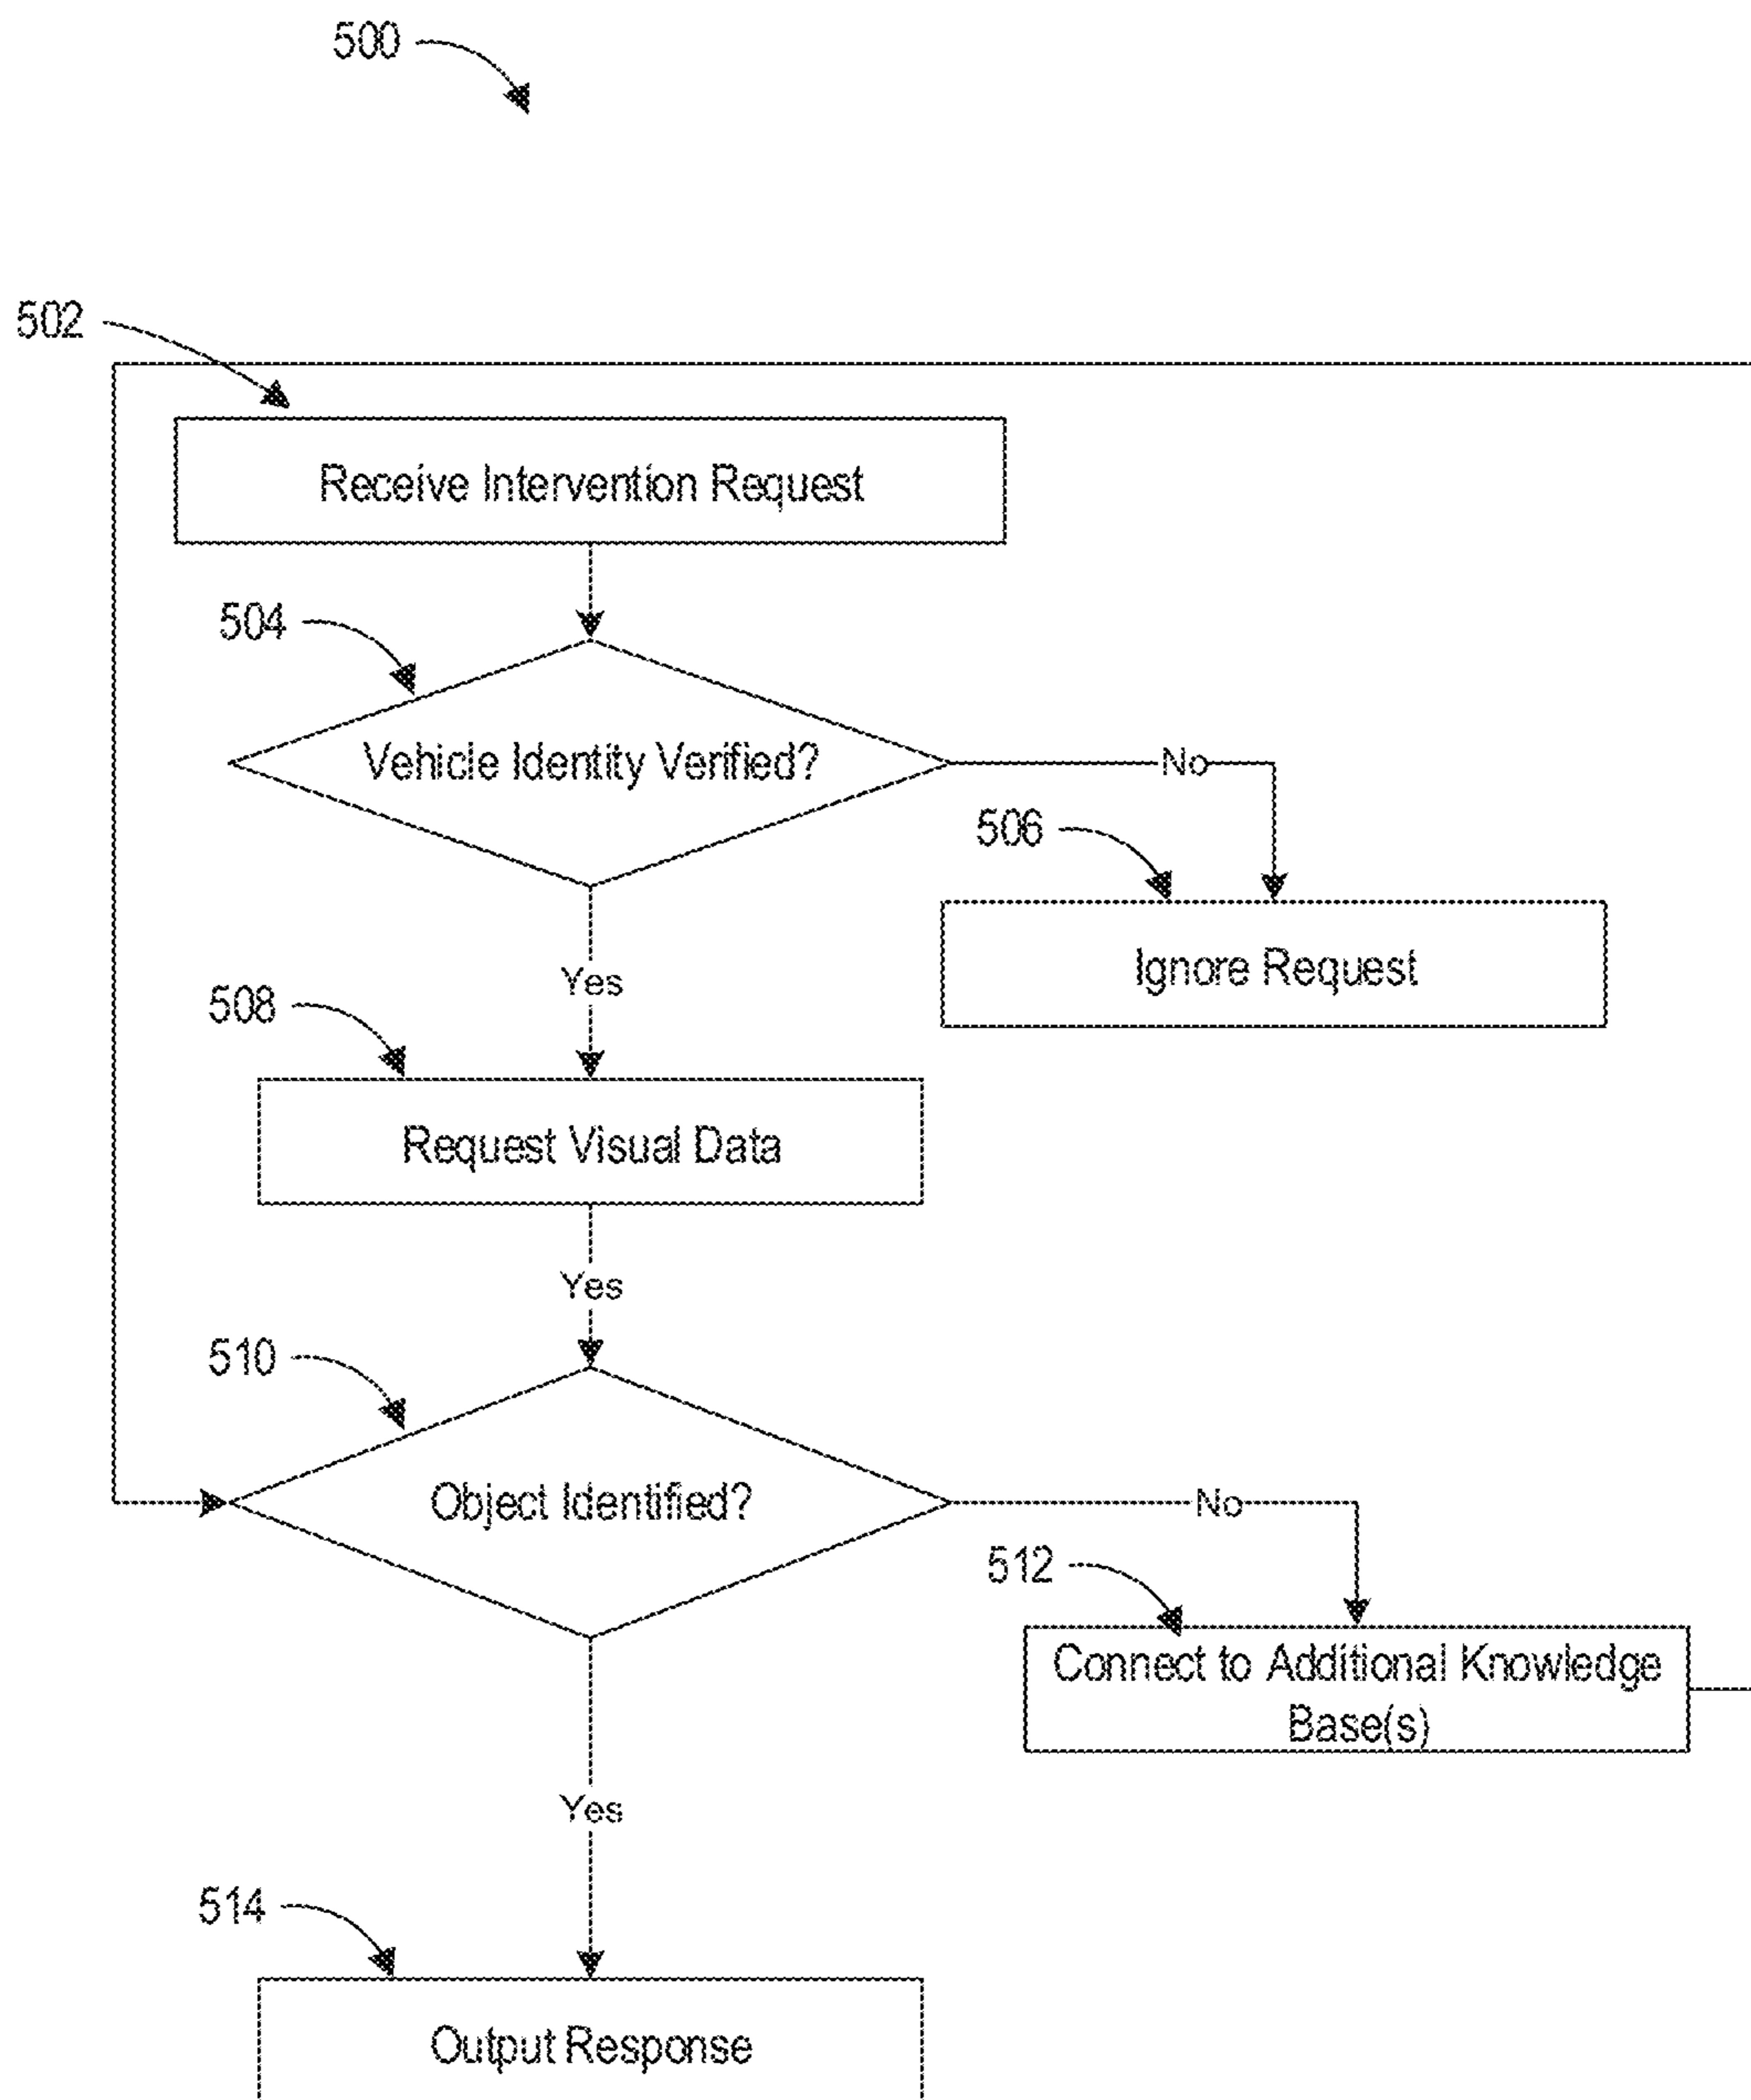 500
502
Receive Intervention Request
504
Vehicle Identity Verified?
No
506
Ignore Request
Yes
508
Request Visual Data
Yes
510
Object Identified?
No
512
Connect to Additional Knowledge
Base(s)
Yes
514
Output Response